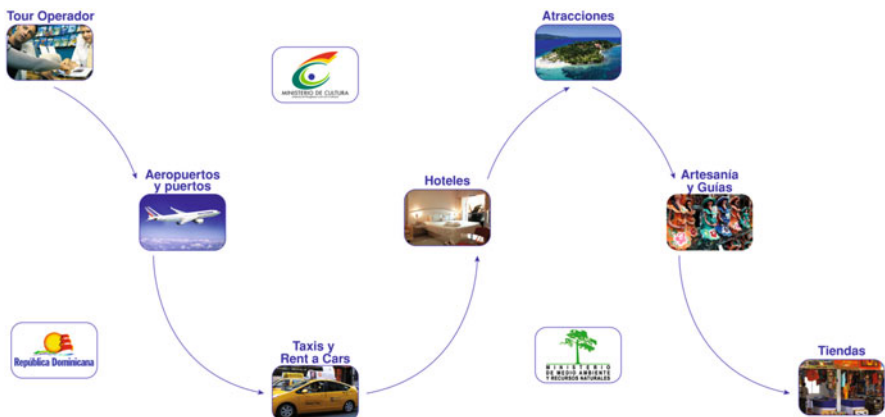 Tour Operador
Atracciones
MINISTERIO DE CULTURA
Aeropuertos
y puertos
Hoteles
Artesanía
y Guías
República Dominicana
Taxis y
Rent a Cars
MINISTERIO
DE MEDIO AMBIENTE
Y RECURSOS NATURALES
Tiendas